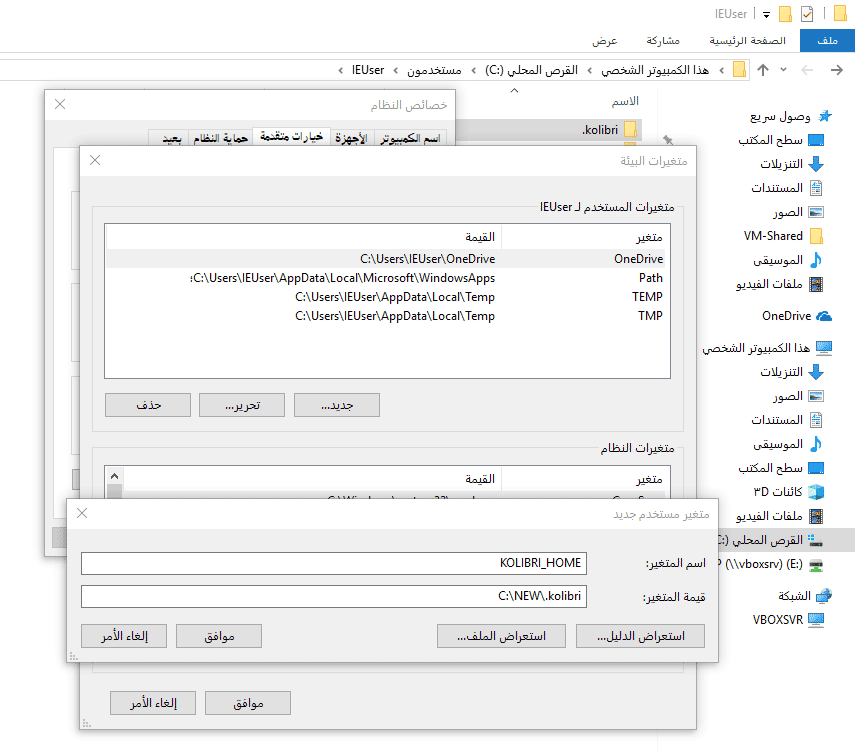 IEUser
ملف
الصفحة الرئيسية
مشاركة
عرض
هذا الكمبيوتر الشخصي
القرص المحلي (C:)
مستخدمون
IEUser
الاسم
.kolibri
وصول سريع
سطح المكتب
التنزيلات
المستندات
الصور
VM-Shared
الموسيقى
ملفات الفيديو
OneDrive
هذا الكمبيوتر الشخصي
التنزيلات
الصور
المستندات
الموسيقى
سطح المكتب
كائنات ٣D
ملفات الفيديو
القرص المحلي (C:
(\\vboxsrv) (E:)
الشبكة
VBOXSVR
خصائص النظام
اسم الكمبيوتر
الأجهزة
خيارات متقدمة
حماية النظام
بعيد
متغيرات البيئة
متغيرات المستخدم لـ IEUser
متغير القيمة
OneDrive C:\Users\IEUser\OneDrive
Path C:\Users\IEUser\AppData\Local\Microsoft\WindowsApps;
TEMP C:\Users\IEUser\AppData\Local\Temp
TMP C:\Users\IEUser\AppData\Local\Temp
جديد...
تحرير...
حذف
متغيرات النظام
متغير القيمة
متغير مستخدم جديد
اسم المتغير: KOLIBRI_HOME
قيمة المتغير: C:\NEW\.kolibri
استعراض الدليل...
استعراض الملف...
موافق
إلغاء الأمر
موافق
إلغاء الأمر